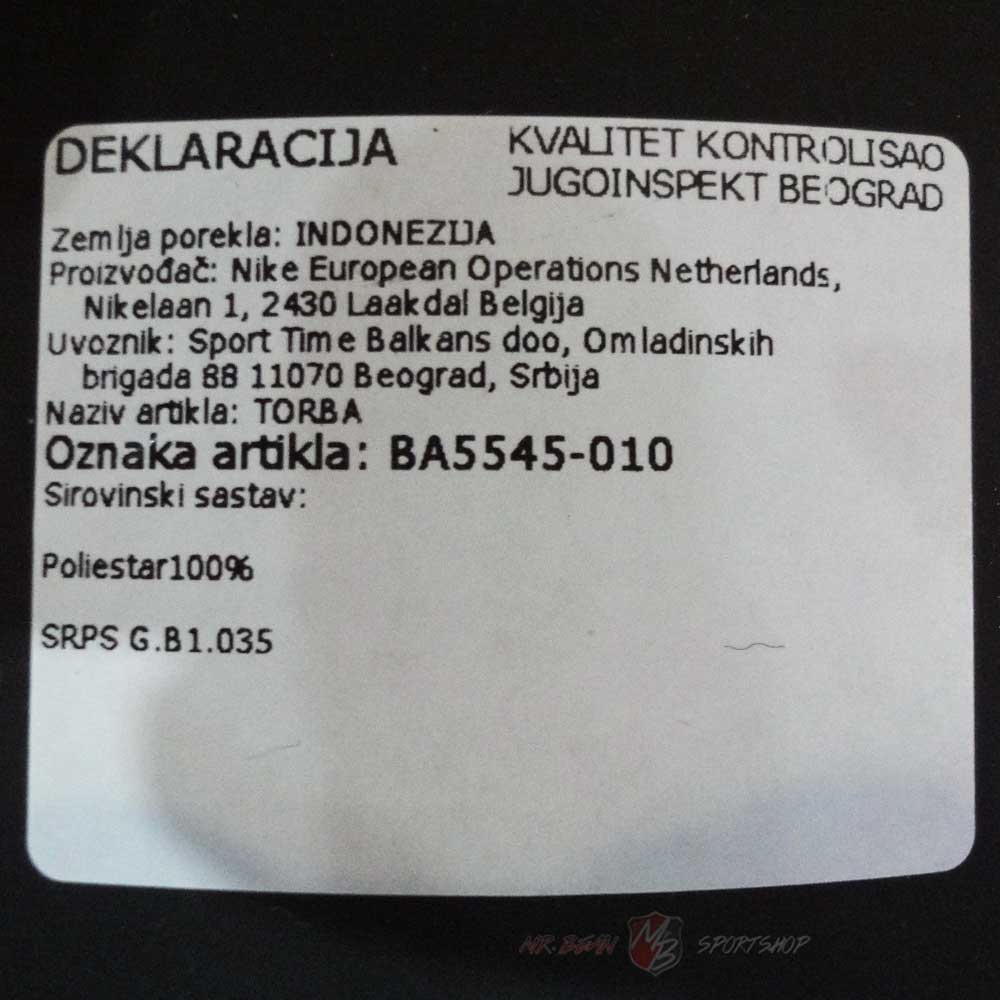 DEKLARACIJA
KVALITET KONTROLISAO
JUGOINSPEKT BEOGRAD
Zemlja porekla: INDONEZIJA
Proizvođač: Nike European Operations Netherlands,
Nikelaan 1, 2430 Laakdal Belgija
Uvoznik: Sport Time Balkans doo, Omladinskih
brigada 88 11070 Beograd, Srbija
Naziv artikla: TORBA
Oznaka artikla: BA5545-010
Sirovinski sastav:
Poliestar100%
SRPS G.B1.035
MR. BEAN MB SPORTSHOP